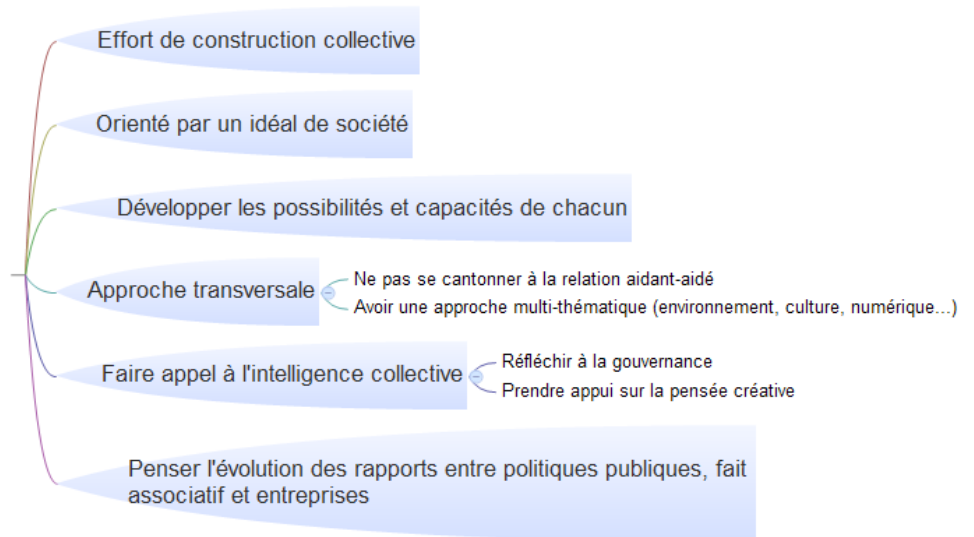 Effort de construction collective
Orienté par un idéal de société
Développer les possibilités et capacités de chacun
Approche transversale
Ne pas se cantonner à la relation aidant-aidé
Avoir une approche multi-thématique (environnement, culture, numérique...)
Faire appel à l'intelligence collective
Réfléchir à la gouvernance
Prendre appui sur la pensée créative
Penser l'évolution des rapports entre politiques publiques, fait
associatif et entreprises